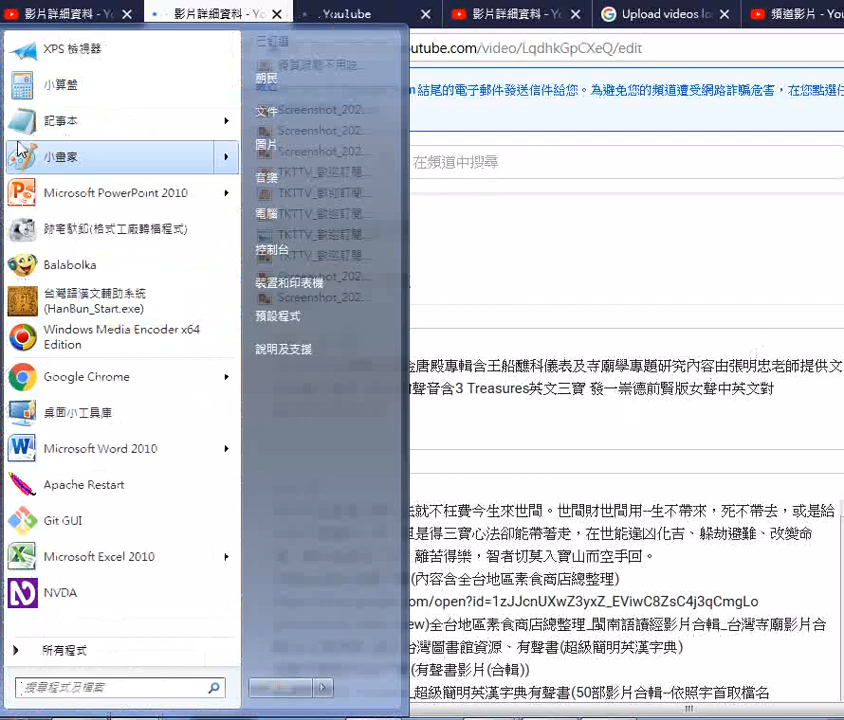 影片詳細資料 - Yo
影片詳細資料 - Yo
YouTube
影片詳細資料 - Yo
Upload videos l
頻道影片 - You
utube.com/video/LqdhkGpCXeQ/edit
結尾的電子郵件發送信件給您。為避免您的頻道遭受網路詐騙危害，在您點選任
在頻道中搜尋
XPS 檢視器
小算盤
記事本
小畫家
Microsoft PowerPoint 2010
跡宅馱釦(格式工廠轉檔程式)
Balabolka
台灣語漢文輔助系統
(HanBun_Start.exe)
Windows Media Encoder x64
Edition
Google Chrome
桌面小工具庫
Microsoft Word 2010
Apache Restart
Git GUI
Microsoft Excel 2010
NVDA
所有程式
搜尋程式及檔案
文件
Screenshot_202...
圖片
音樂
電腦
控制台
裝置和印表機
Screenshot_202...
預設程式
說明及支援
金唐殿專輯含王船醮科儀表及寺廟學專題研究內容由張明忠老師提供文
聲音含3 Treasures英文三寶 發一崇德前賢版女聲中英文對
就不枉費今生來世間。世間財世間用--生不帶來，死不帶去，或是給
是得三寶心法卻能帶著走，在世能逢凶化吉、躲劫避難、改變命
離苦得樂，智者切莫入寶山而空手回。
(內容含全台地區素食商店總整理)
om/open?id=1zJJcnUXwZ3yxZ_EViwC8ZsC4j3qCmgLo
ew)全台地區素食商店總整理_閩南語讀經影片合輯_台灣寺廟影片合
台灣圖書館資源、有聲書(超級簡明英漢字典)
(有聲書影片(合輯))
_超級簡明英漢字典有聲書(50部影片合輯--依照字首取檔名